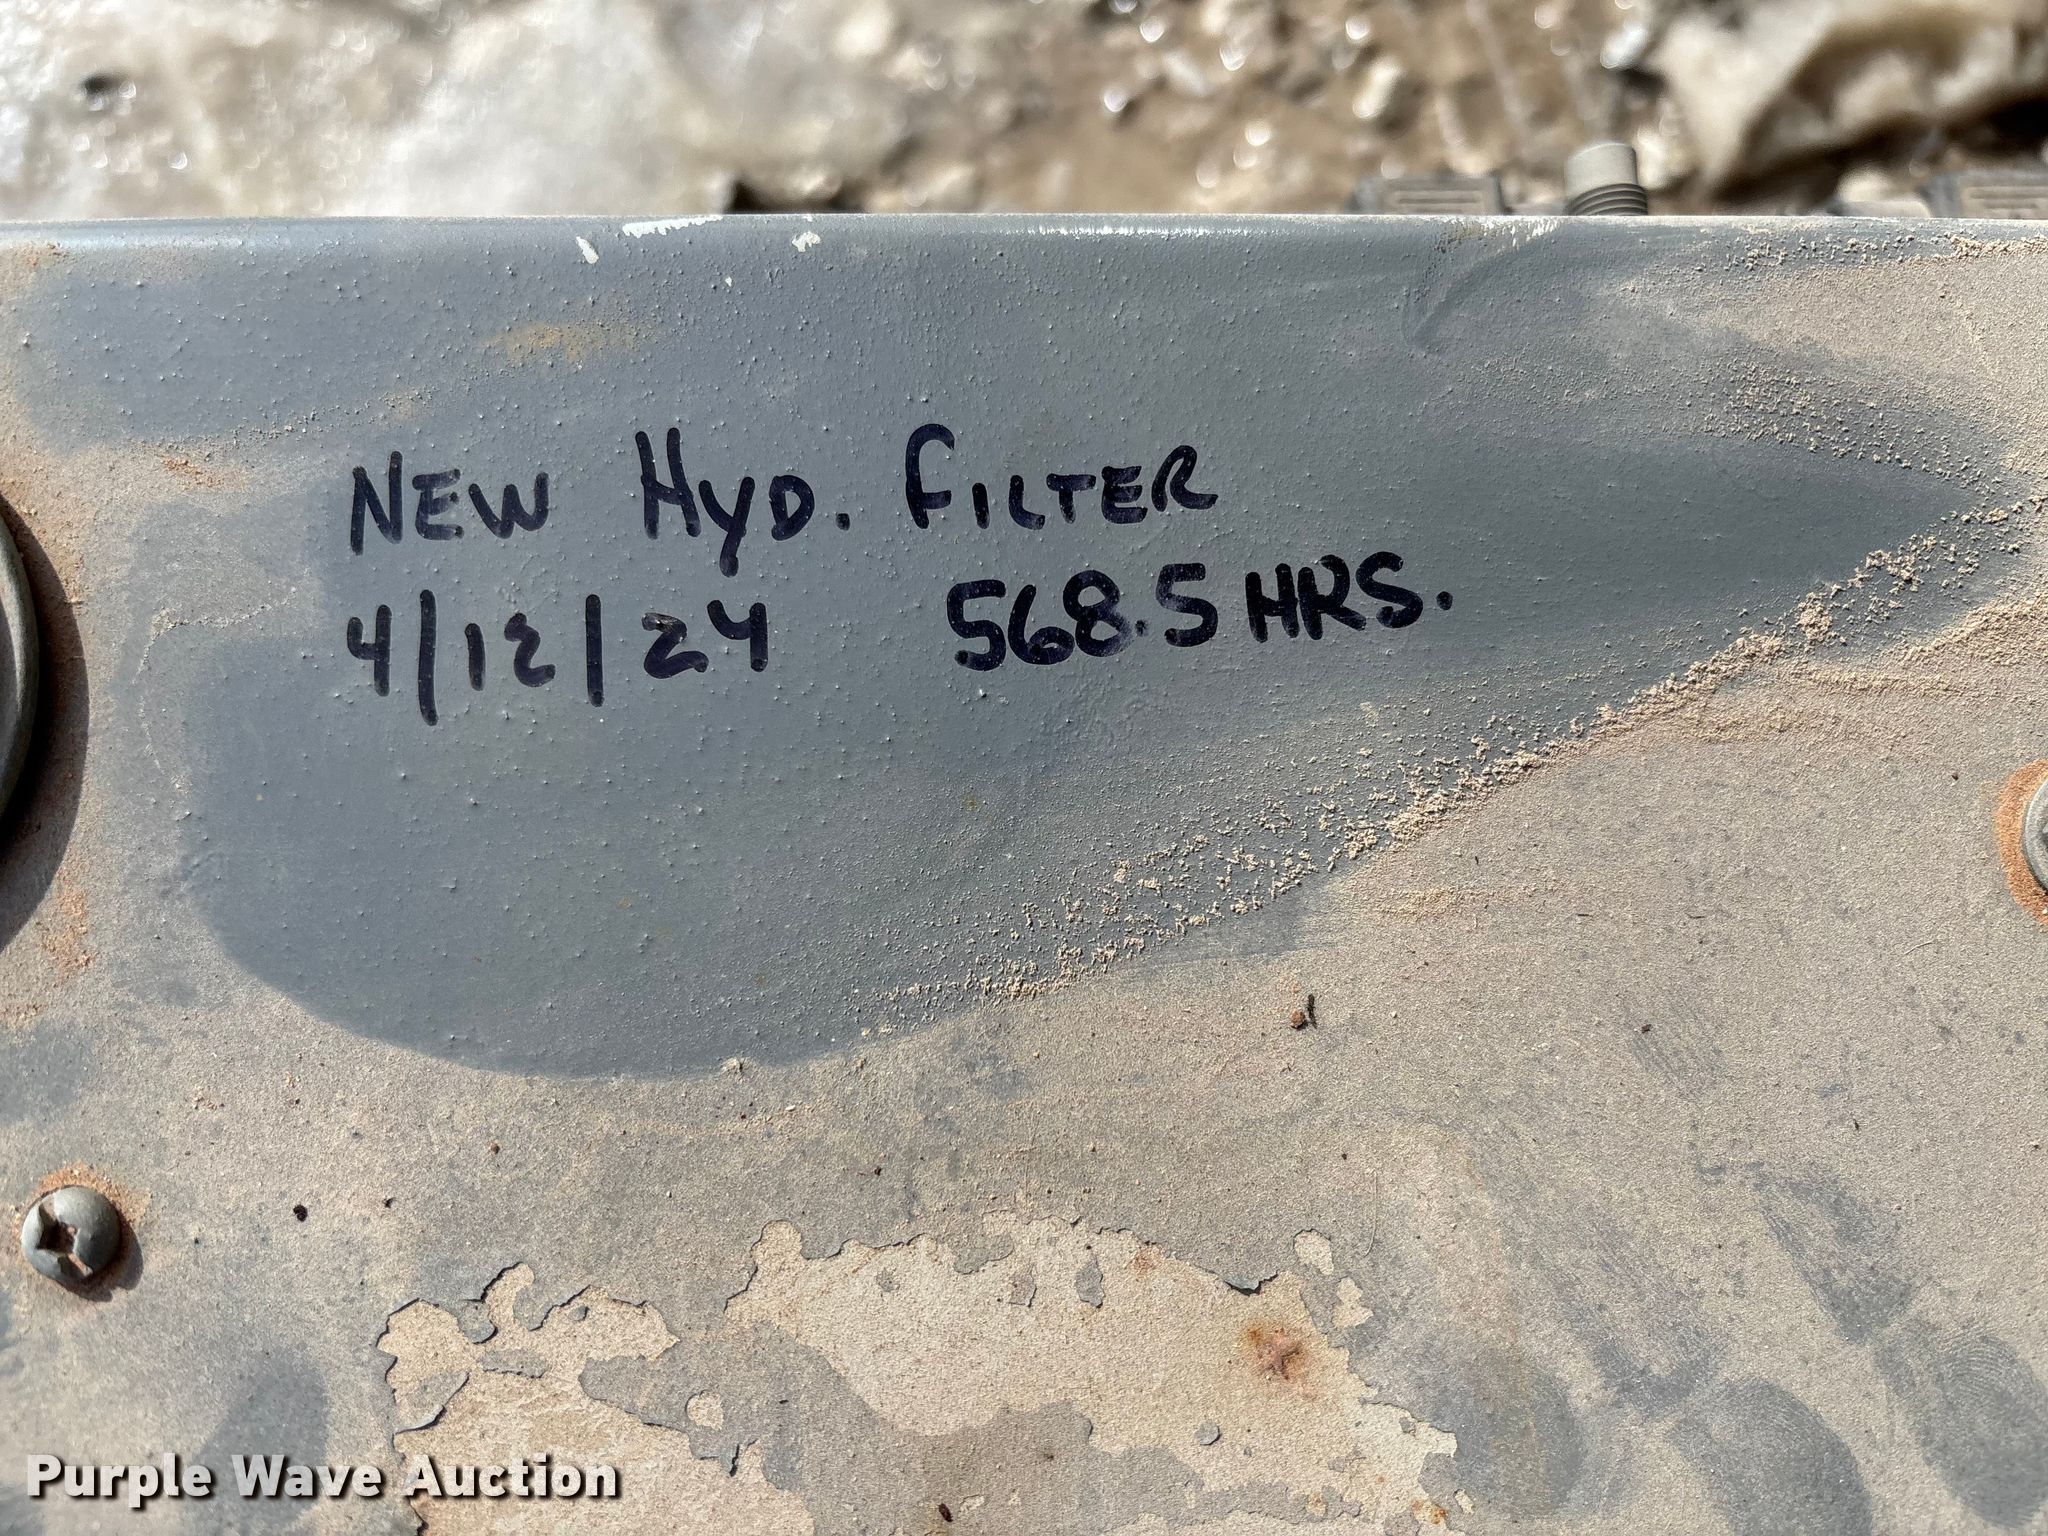 NEW HYD. FILTER
4/12/24 568.5 HRS.
Purple Wave Auction